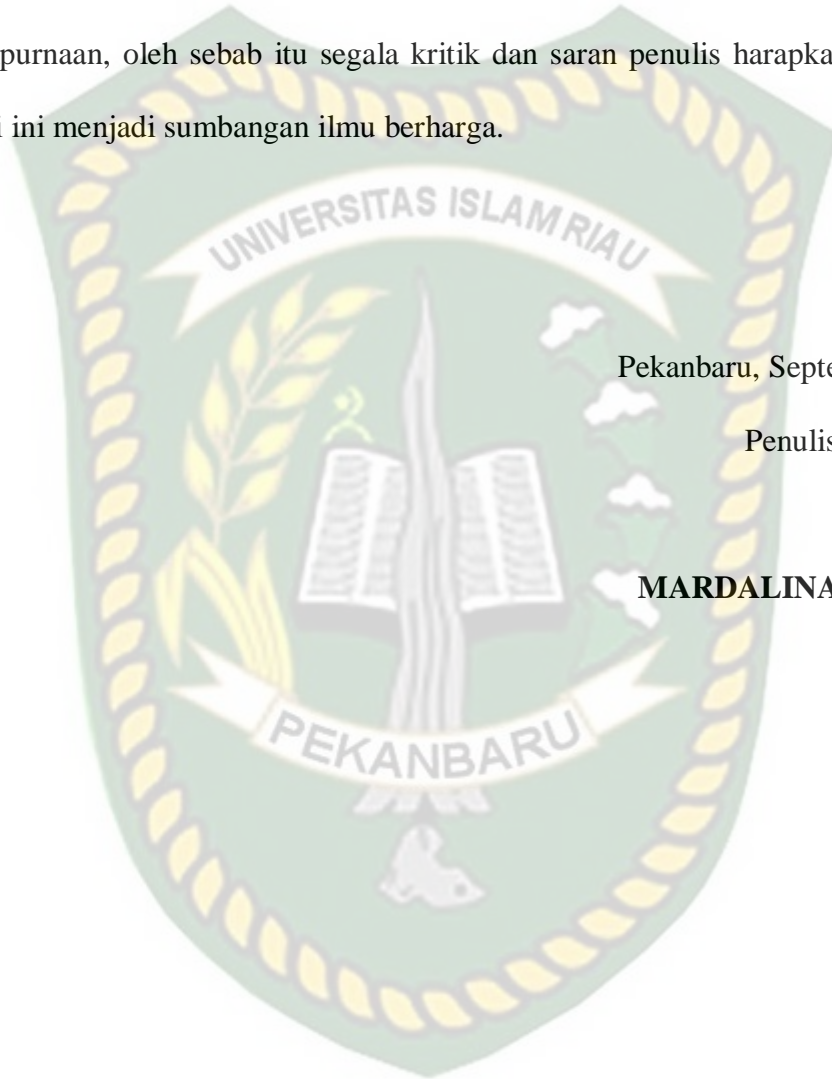 purnaan, oleh sebab itu segala kritik dan saran penulis harapka
i ini menjadi sumbangan ilmu berharga.
UNIVERSITAS ISLAM RIAU
Pekanbaru, Septe
Penulis
MARDALINA
PEKANBARU